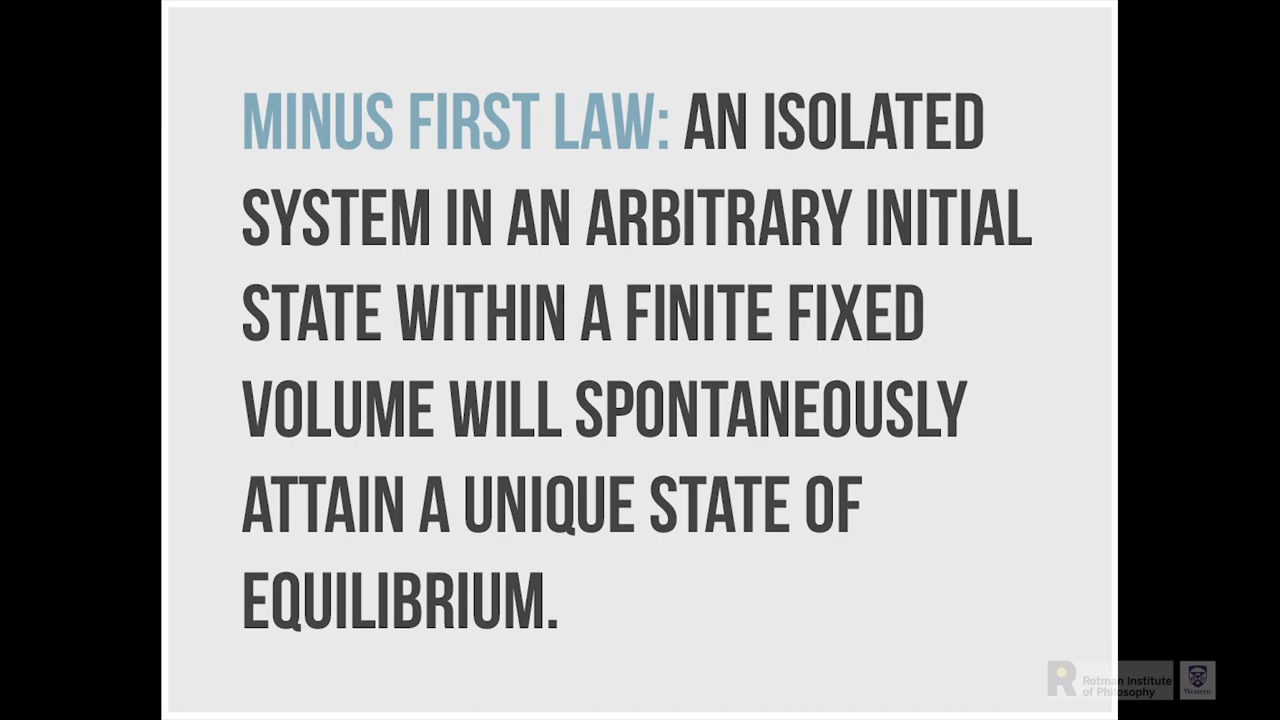 MINUS FIRST LAW: AN ISOLATED
SYSTEM IN AN ARBITRARY INITIAL
STATE WITHIN A FINITE FIXED
VOLUME WILL SPONTANEOUSLY
ATTAIN A UNIQUE STATE OF
EQUILIBRIUM.
R Rotman Institute
of Philosophy
Western